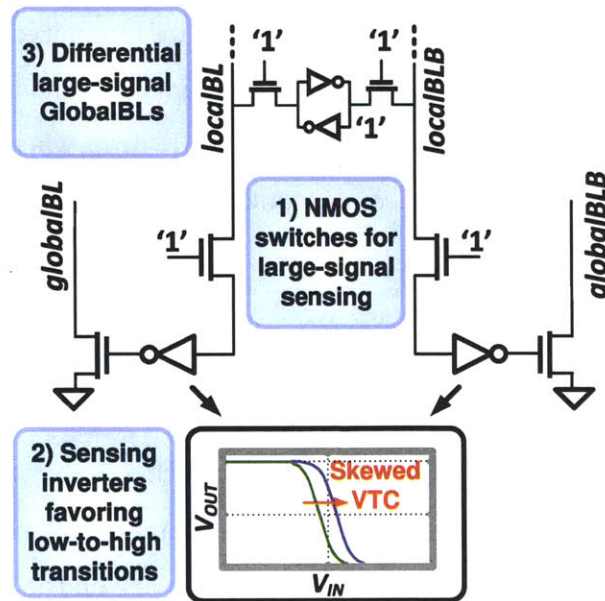 3) Differential
large-signal
GlobalBLs
localBL
‘1’
‘1’
‘1’
localBLB
globalBL
‘1’
1) NMOS
switches for
large-signal
sensing
‘1’
globalBLB
2) Sensing
inverters
favoring
low-to-high
transitions
VOUT
Skewed
VTC
VIN